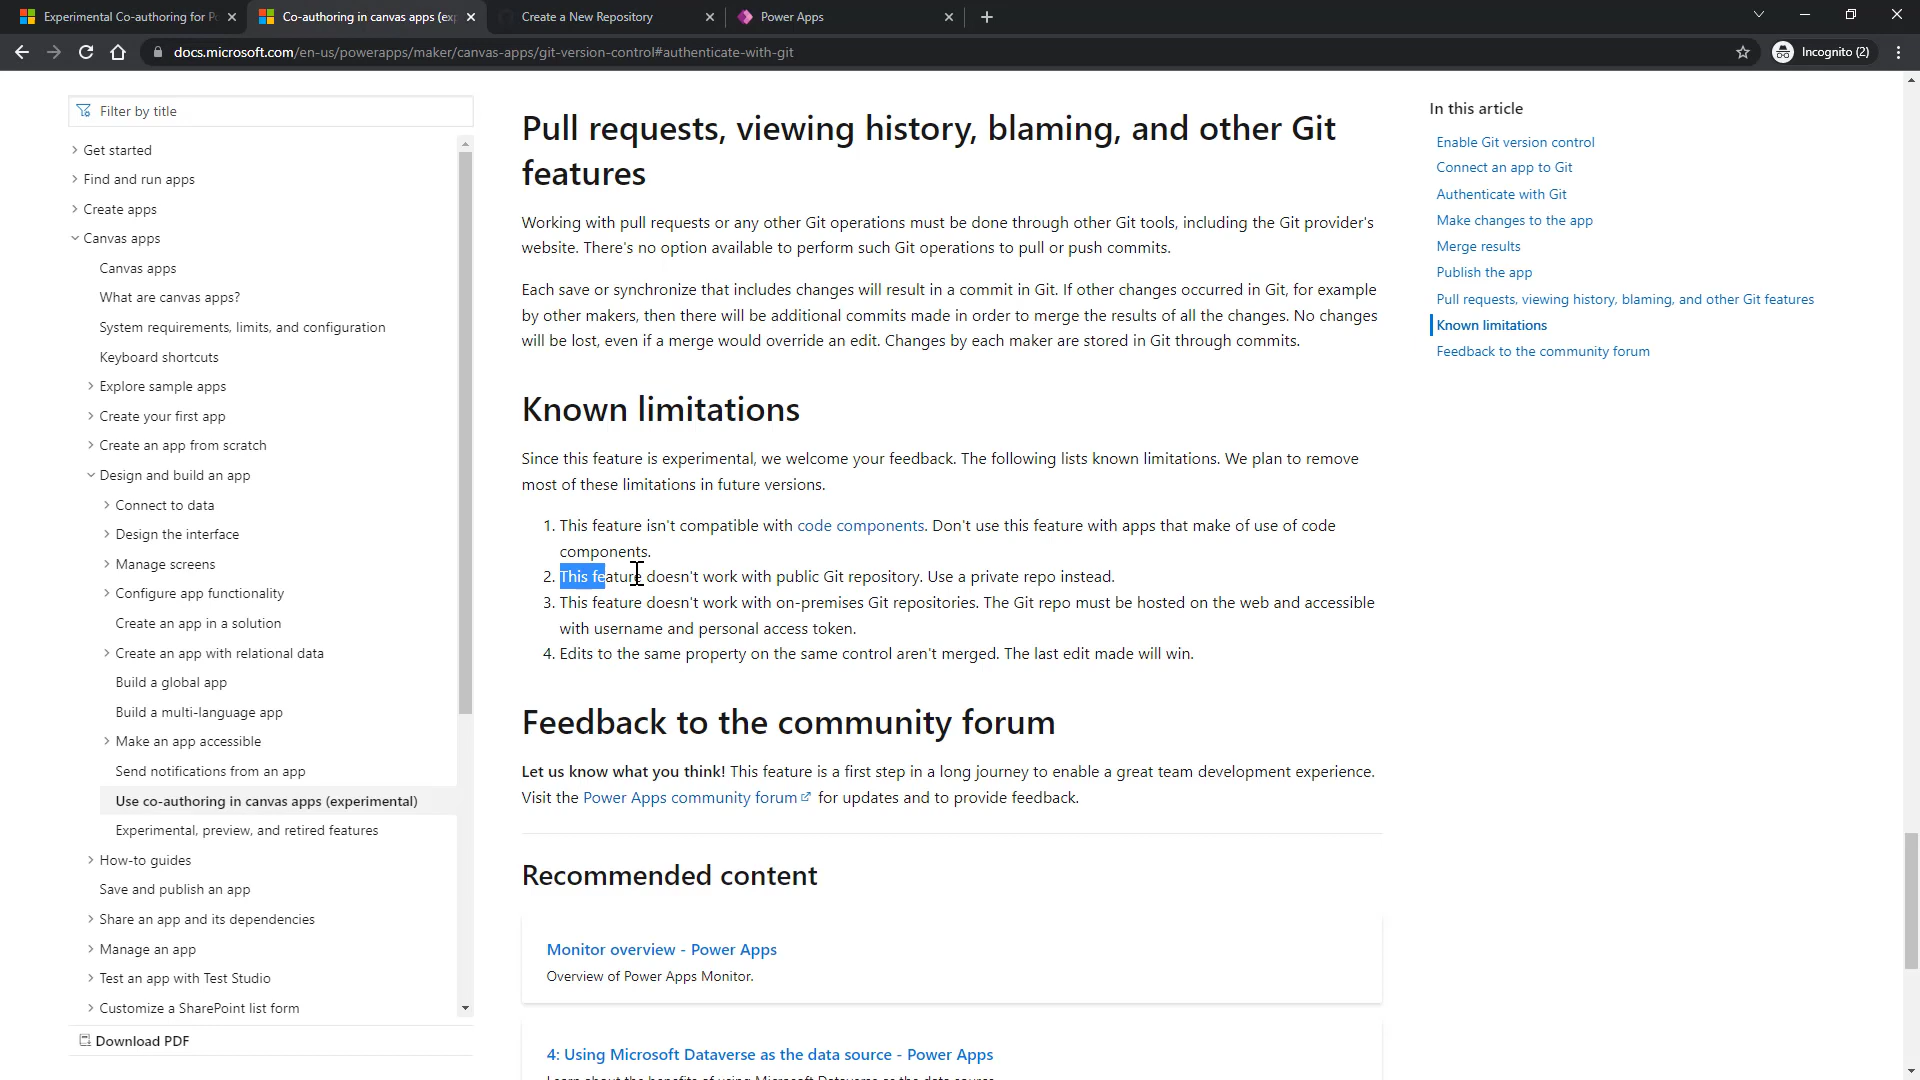 Experimental Co-authoring for P
Co-authoring in canvas apps (exp
Create a New Repository
Power Apps
docs.microsoft.com/en-us/powerapps/maker/canvas-apps/git-version-control#authenticate-with-git
Incognito (2)
Filter by title
Get started
Find and run apps
Create apps
Canvas apps
Canvas apps
What are canvas apps?
System requirements, limits, and configuration
Keyboard shortcuts
Explore sample apps
Create your first app
Create an app from scratch
Design and build an app
Connect to data
Design the interface
Manage screens
Configure app functionality
Create an app in a solution
Create an app with relational data
Build a global app
Build a multi-language app
Make an app accessible
Send notifications from an app
Use co-authoring in canvas apps (experimental)
Experimental, preview, and retired features
How-to guides
Save and publish an app
Share an app and its dependencies
Manage an app
Test an app with Test Studio
Customize a SharePoint list form
Download PDF
Pull requests, viewing history, blaming, and other Git
features
Working with pull requests or any other Git operations must be done through other Git tools, including the Git provider's
website. There's no option available to perform such Git operations to pull or push commits.
Each save or synchronize that includes changes will result in a commit in Git. If other changes occurred in Git, for example
by other makers, then there will be additional commits made in order to merge the results of all the changes. No changes
will be lost, even if a merge would override an edit. Changes by each maker are stored in Git through commits.
Known limitations
Since this feature is experimental, we welcome your feedback. The following lists known limitations. We plan to remove
most of these limitations in future versions.
1. This feature isn't compatible with code components. Don't use this feature with apps that make of use of code
components.
2. This feature doesn't work with public Git repository. Use a private repo instead.
3. This feature doesn't work with on-premises Git repositories. The Git repo must be hosted on the web and accessible
with username and personal access token.
4. Edits to the same property on the same control aren't merged. The last edit made will win.
Feedback to the community forum
Let us know what you think! This feature is a first step in a long journey to enable a great team development experience.
Visit the Power Apps community forum for updates and to provide feedback.
Recommended content
Monitor overview - Power Apps
Overview of Power Apps Monitor.
4: Using Microsoft Dataverse as the data source - Power Apps
Learn about the benefits of using Microsoft Dataverse as the data source
In this article
Enable Git version control
Connect an app to Git
Authenticate with Git
Make changes to the app
Merge results
Publish the app
Pull requests, viewing history, blaming, and other Git features
Known limitations
Feedback to the community forum